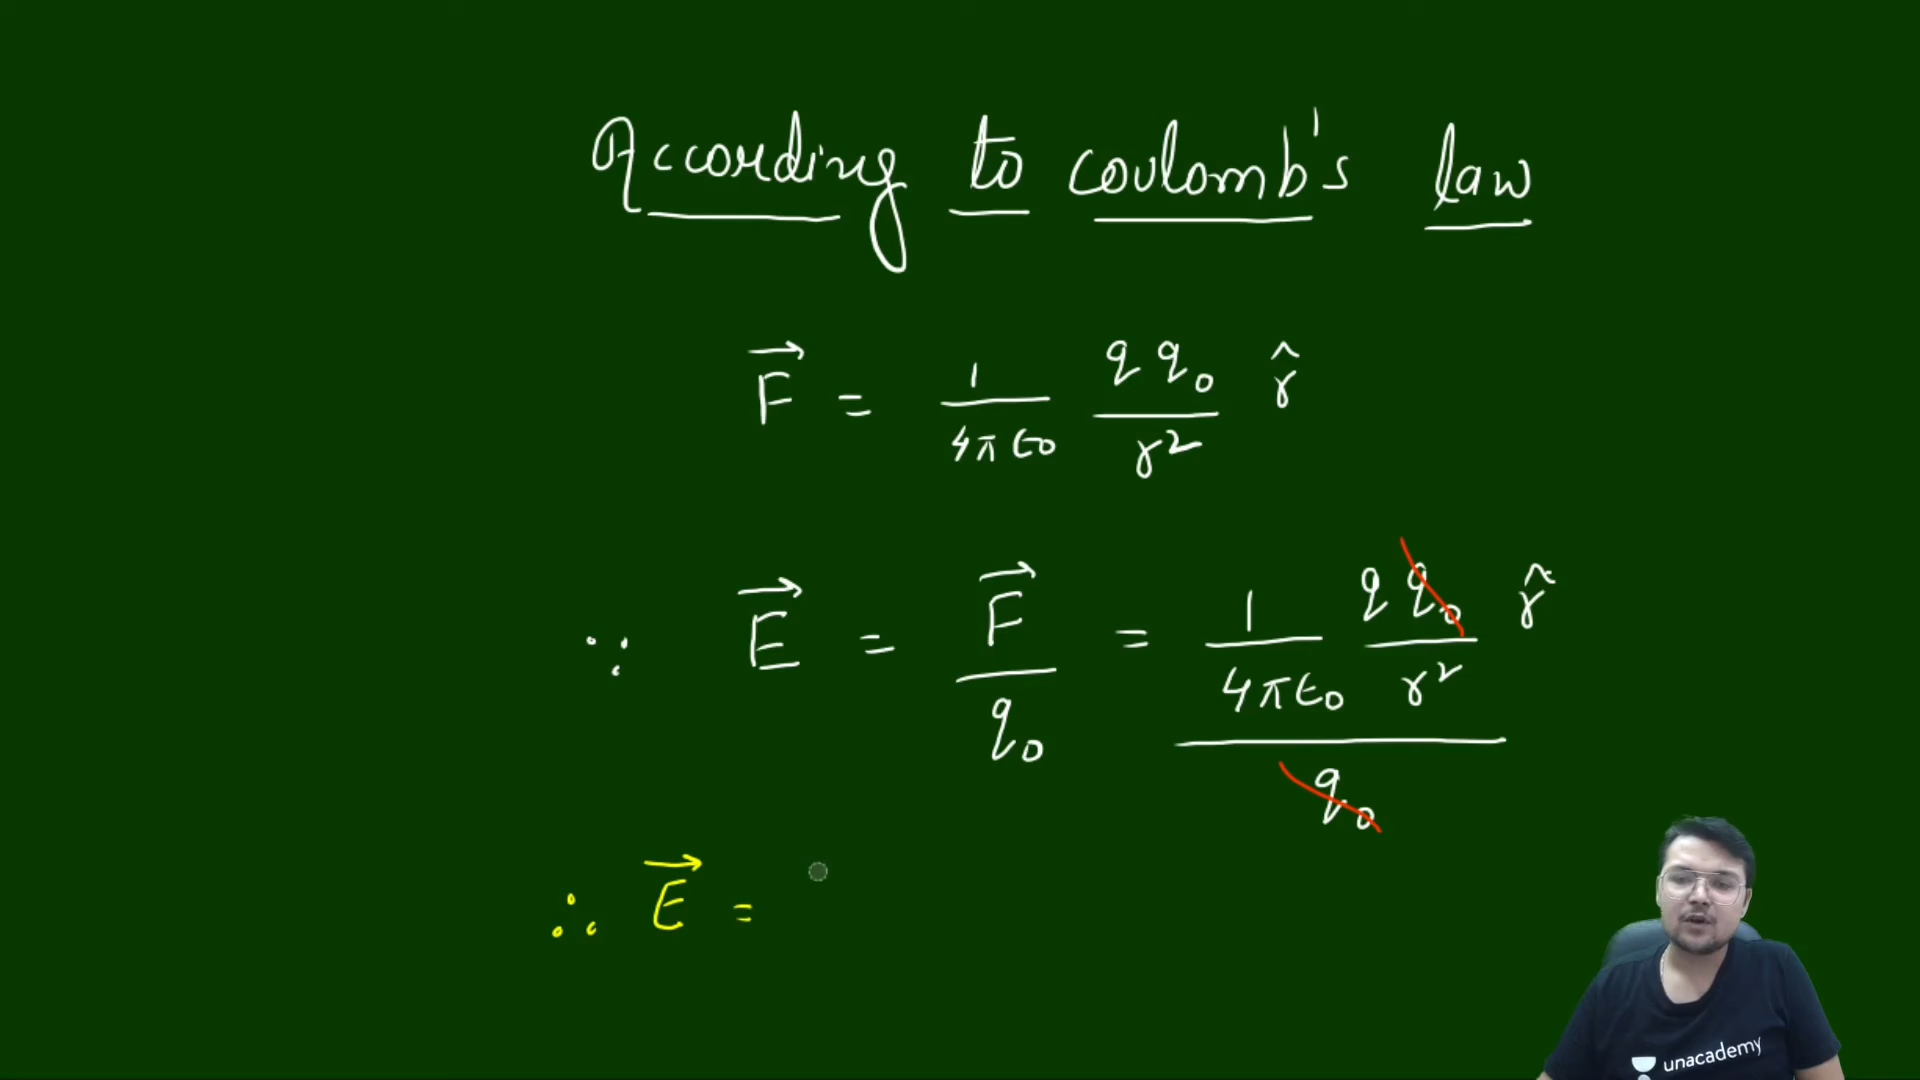 According to coulomb's law
F⃗ = 1/4πϵ₀ qq₀/r² r̂
∵ E⃗ = F⃗/q₀ = (1/4πϵ₀ qq₀/r² r̂)/q₀
∴ E⃗ =
unacademy